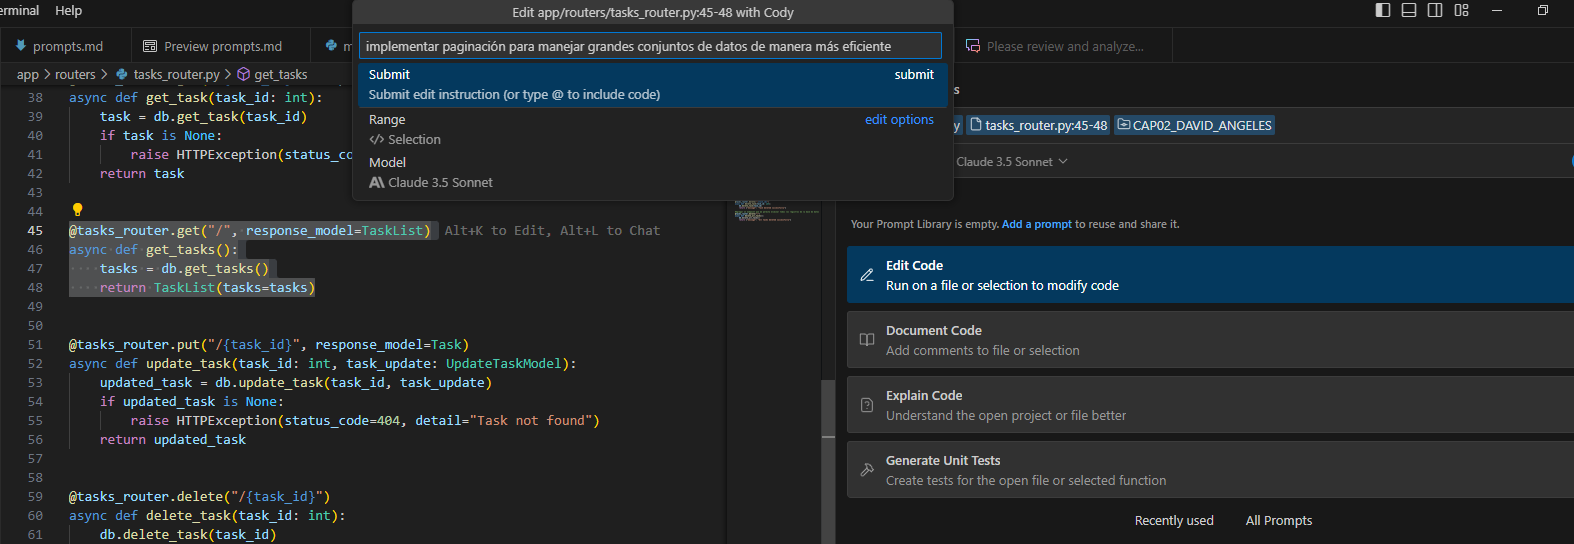 erminal Help
Edit app/routers/tasks_router.py:45-48 with Cody
prompts.md
Preview prompts.md
Please review and analyze...
implementar paginación para manejar grandes conjuntos de datos de manera más eficiente
Submit submit
Submit edit instruction (or type @ to include code)
Range edit options
Selection
Model
Claude 3.5 Sonnet
app > routers > tasks_router.py > get_tasks
38 async def get_task(task_id: int):
39 task = db.get_task(task_id)
40 if task is None:
41 raise HTTPException(status_co
42 return task
43
44
45 @tasks_router.get("/", response_model=TaskList) Alt+K to Edit, Alt+L to Chat
46 async def get_tasks():
47 tasks = db.get_tasks()
48 return TaskList(tasks=tasks)
49
50
51 @tasks_router.put("/{task_id}", response_model=Task)
52 async def update_task(task_id: int, task_update: UpdateTaskModel):
53 updated_task = db.update_task(task_id, task_update)
54 if updated_task is None:
55 raise HTTPException(status_code=404, detail="Task not found")
56 return updated_task
57
58
59 @tasks_router.delete("/{task_id}")
60 async def delete_task(task_id: int):
61 db.delete_task(task_id)
s
y tasks_router.py:45-48 CAP02_DAVID_ANGELES
Claude 3.5 Sonnet
Your Prompt Library is empty. Add a prompt to reuse and share it.
Edit Code
Run on a file or selection to modify code
Document Code
Add comments to file or selection
Explain Code
Understand the open project or file better
Generate Unit Tests
Create tests for the open file or selected function
Recently used All Prompts